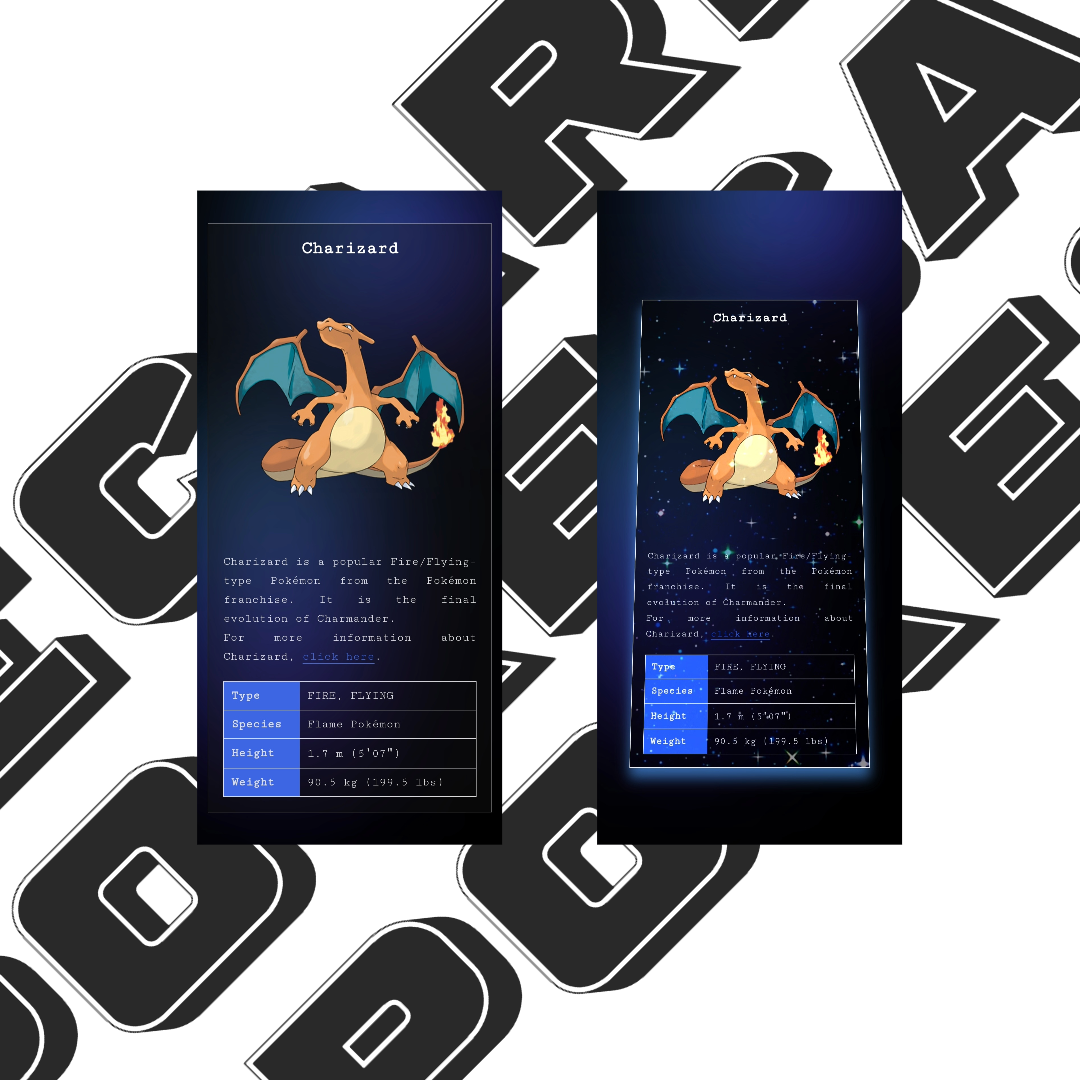 Charizard
Charizard is a popular Fire/Flying-
type Pokémon from the Pokémon
franchise. It is the final
evolution of Charmander.
For more information about
Charizard, click here.
Type FIRE, FLYING
Species Flame Pokémon
Height 1.7 m (5'07")
Weight 90.5 kg (199.5 lbs)
Charizard
Charizard is a popular Fire/Flying-
type Pokémon from the Pokémon
franchise. It is the final
evolution of Charmander.
For more information about
Charizard, click here.
Type FIRE, FLYING
Species Flame Pokémon
Height 1.7 m (5'07")
Weight 90.5 kg (199.5 lbs)